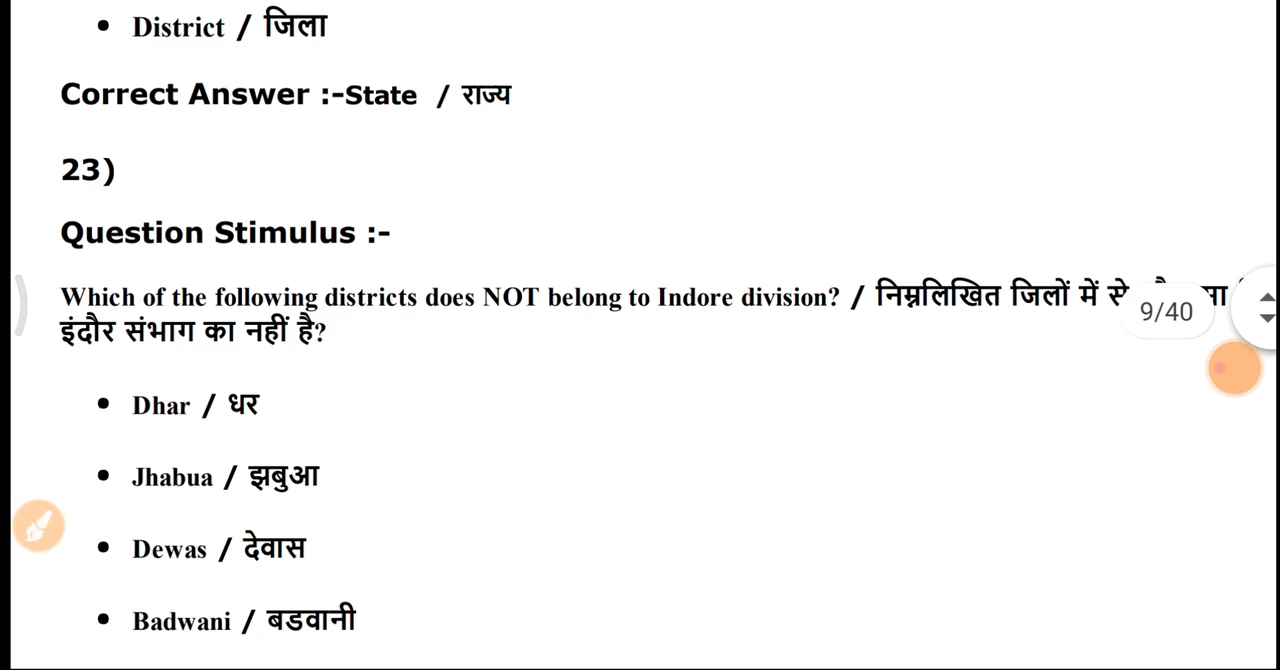 • District / जिला
Correct Answer :-State / राज्य
23)
Question Stimulus :-
Which of the following districts does NOT belong to Indore division? / निम्नलिखित जिलों में से
9/40
इंदौर संभाग का नहीं है?
• Dhar / धर
• Jhabua / झबुआ
• Dewas / देवास
• Badwani / बडवानी